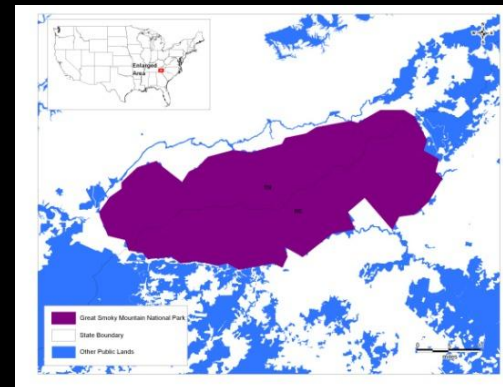 Enlarged
Area
Great Smoky Mountain National Park
State Boundary
Other Public Lands